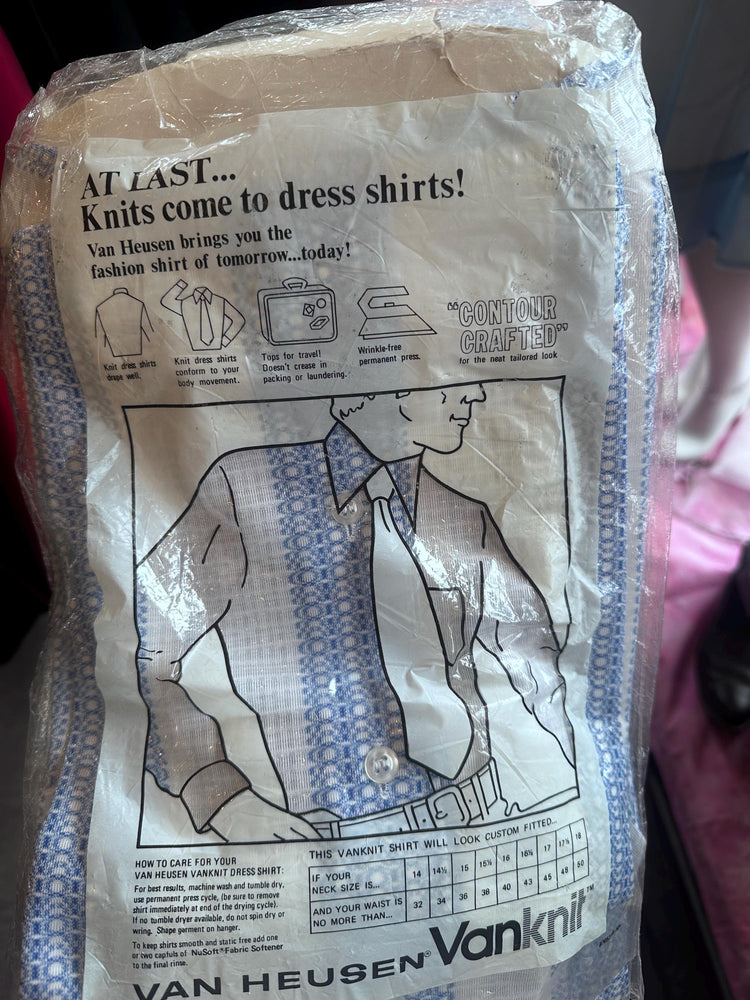 AT LAST...
Knits come to dress shirts!
Van Heusen brings you the
fashion shirt of tomorrow...today!
Knit dress shirts
drape well.
Knit dress shirts
conform to your
body movement.
Tops for travel!
Doesn't crease in
packing or laundering.
Wrinkle-free
permanent press.
"CONTOUR
CRAFTED"
for the neat tailored look
HOW TO CARE FOR YOUR
VAN HEUSEN VANKNIT DRESS SHIRT:
For best results, machine wash and tumble dry,
use permanent press cycle, (be sure to remove
shirt immediately at end of the drying cycle).
If no tumble dryer available, do not spin dry or
wring. Shape garment on hanger.
To keep shirts smooth and static free add one
or two capfuls of NuSoft® Fabric Softener
to the final rinse.
THIS VANKNIT SHIRT WILL LOOK CUSTOM FITTED...
IF YOUR
NECK SIZE IS... 14 14½ 15 15½ 16 16½ 17 17½ 18
AND YOUR WAIST IS
NO MORE THAN... 32 34 36 38 40 43 45 48 50
VAN HEUSEN® Vanknit™